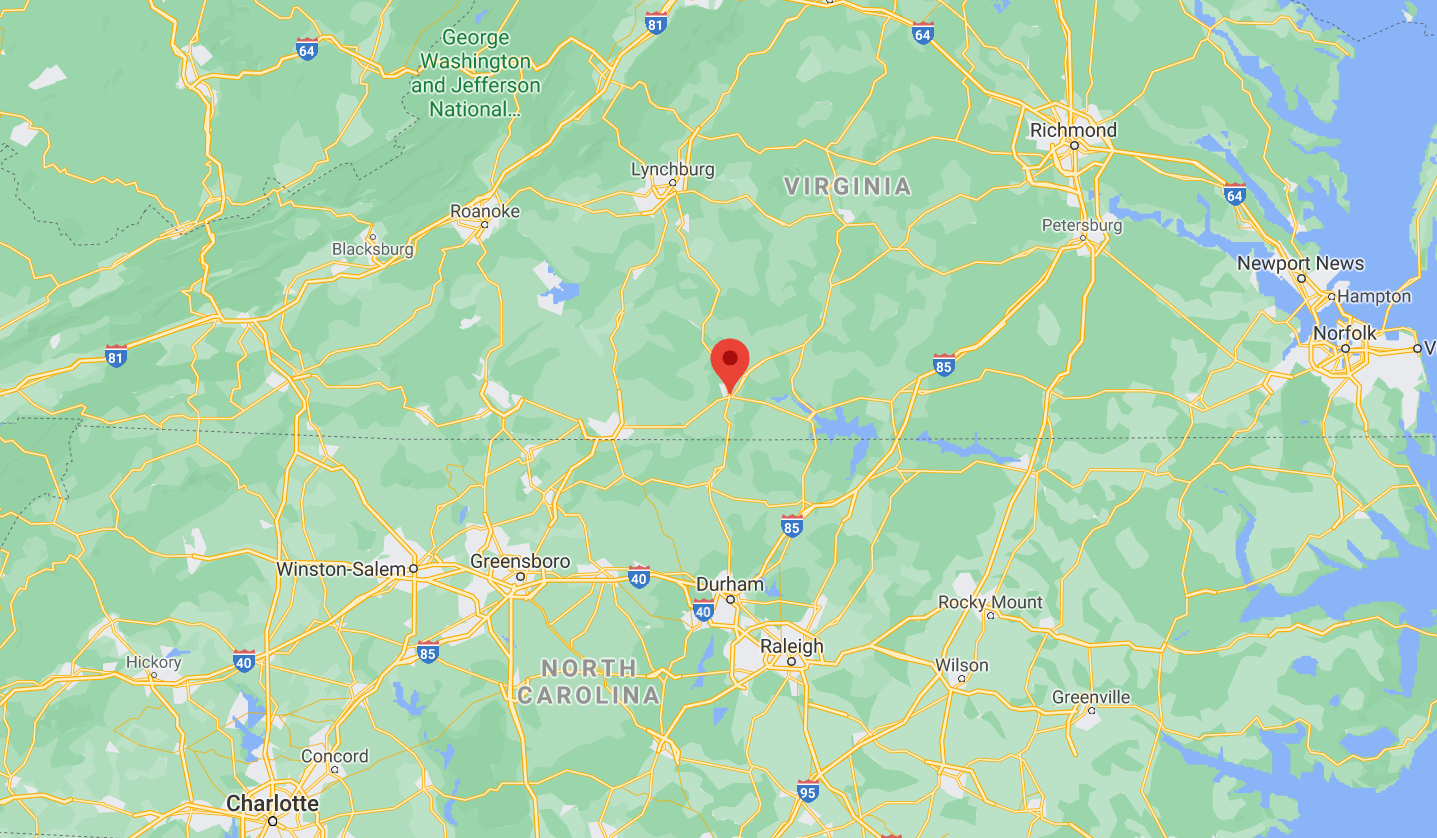 81
64
George
Washington
and Jefferson
National...
64
Richmond
Lynchburg
VIRGINIA
64
Roanoke
Petersburg
Blacksburg
Newport News
Hampton
Norfolk
V
81
85
85
Greensboro
Winston-Salem
40
Durham
40
Rocky Mount
Raleigh
85
40
Hickory
NORTH
CAROLINA
Wilson
Greenville
Concord
95
Charlotte